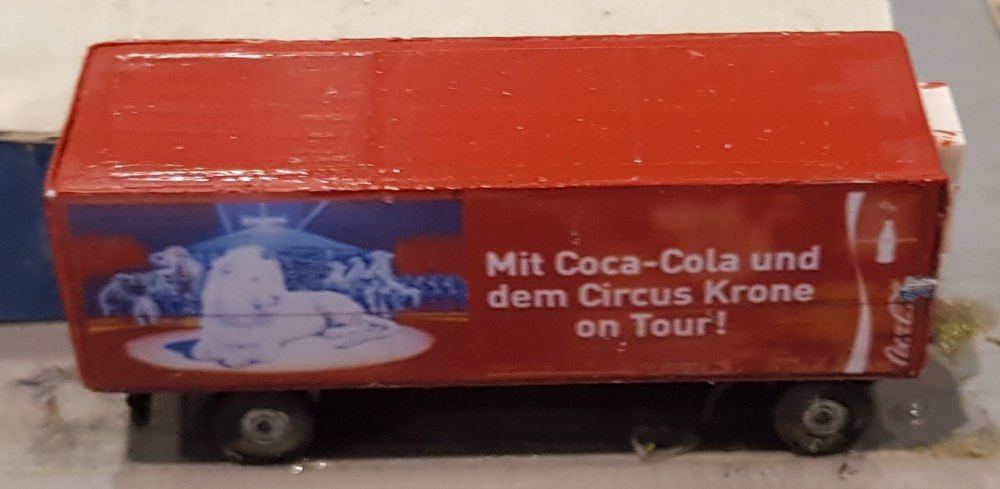 Mit Coca-Cola und
dem Circus Krone
on Tour!